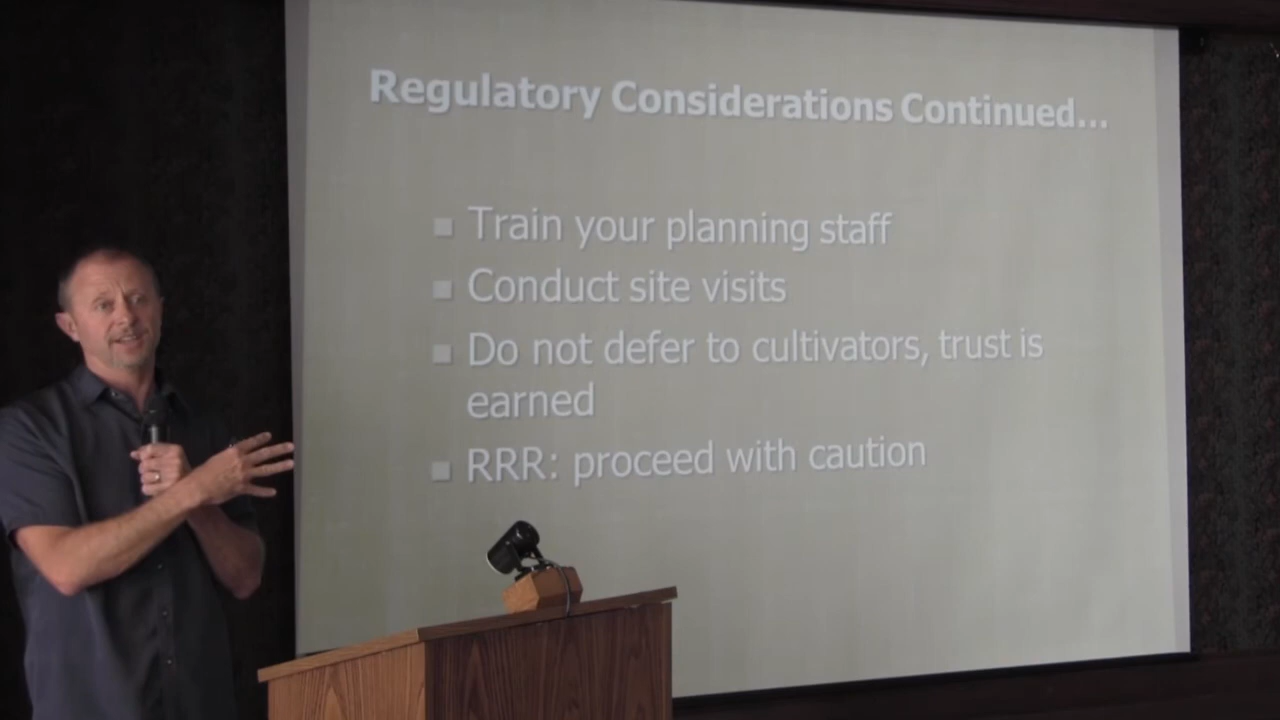 Regulatory Considerations Continued...
Train your planning staff
Conduct site visits
Do not defer to cultivators, trust is
earned
RRR: proceed with caution